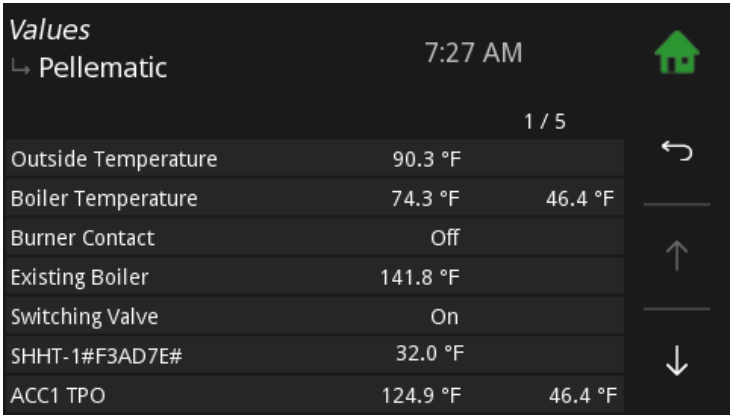 Values
↳ Pellematic
7:27 AM
1 / 5
Outside Temperature 90.3 °F
Boiler Temperature 74.3 °F 46.4 °F
Burner Contact Off
Existing Boiler 141.8 °F
Switching Valve On
SHHT-1#F3AD7E# 32.0 °F
ACC1 TPO 124.9 °F 46.4 °F